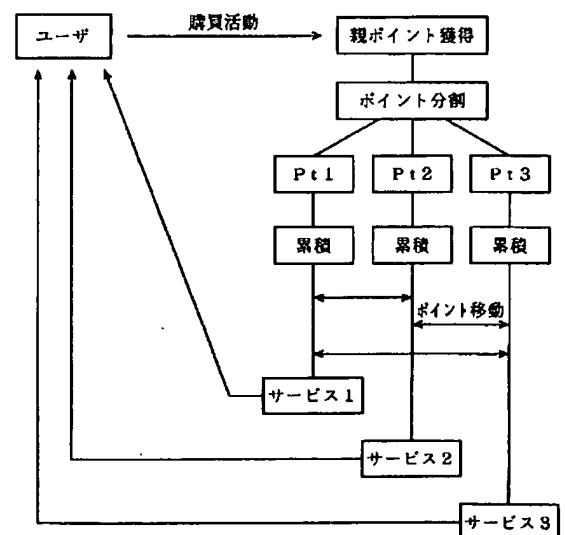 ユーザ
購買活動
親ポイント獲得
ポイント分割
Pt1
Pt2
Pt3
累積
累積
累積
ポイント移動
サービス1
サービス2
サービス3